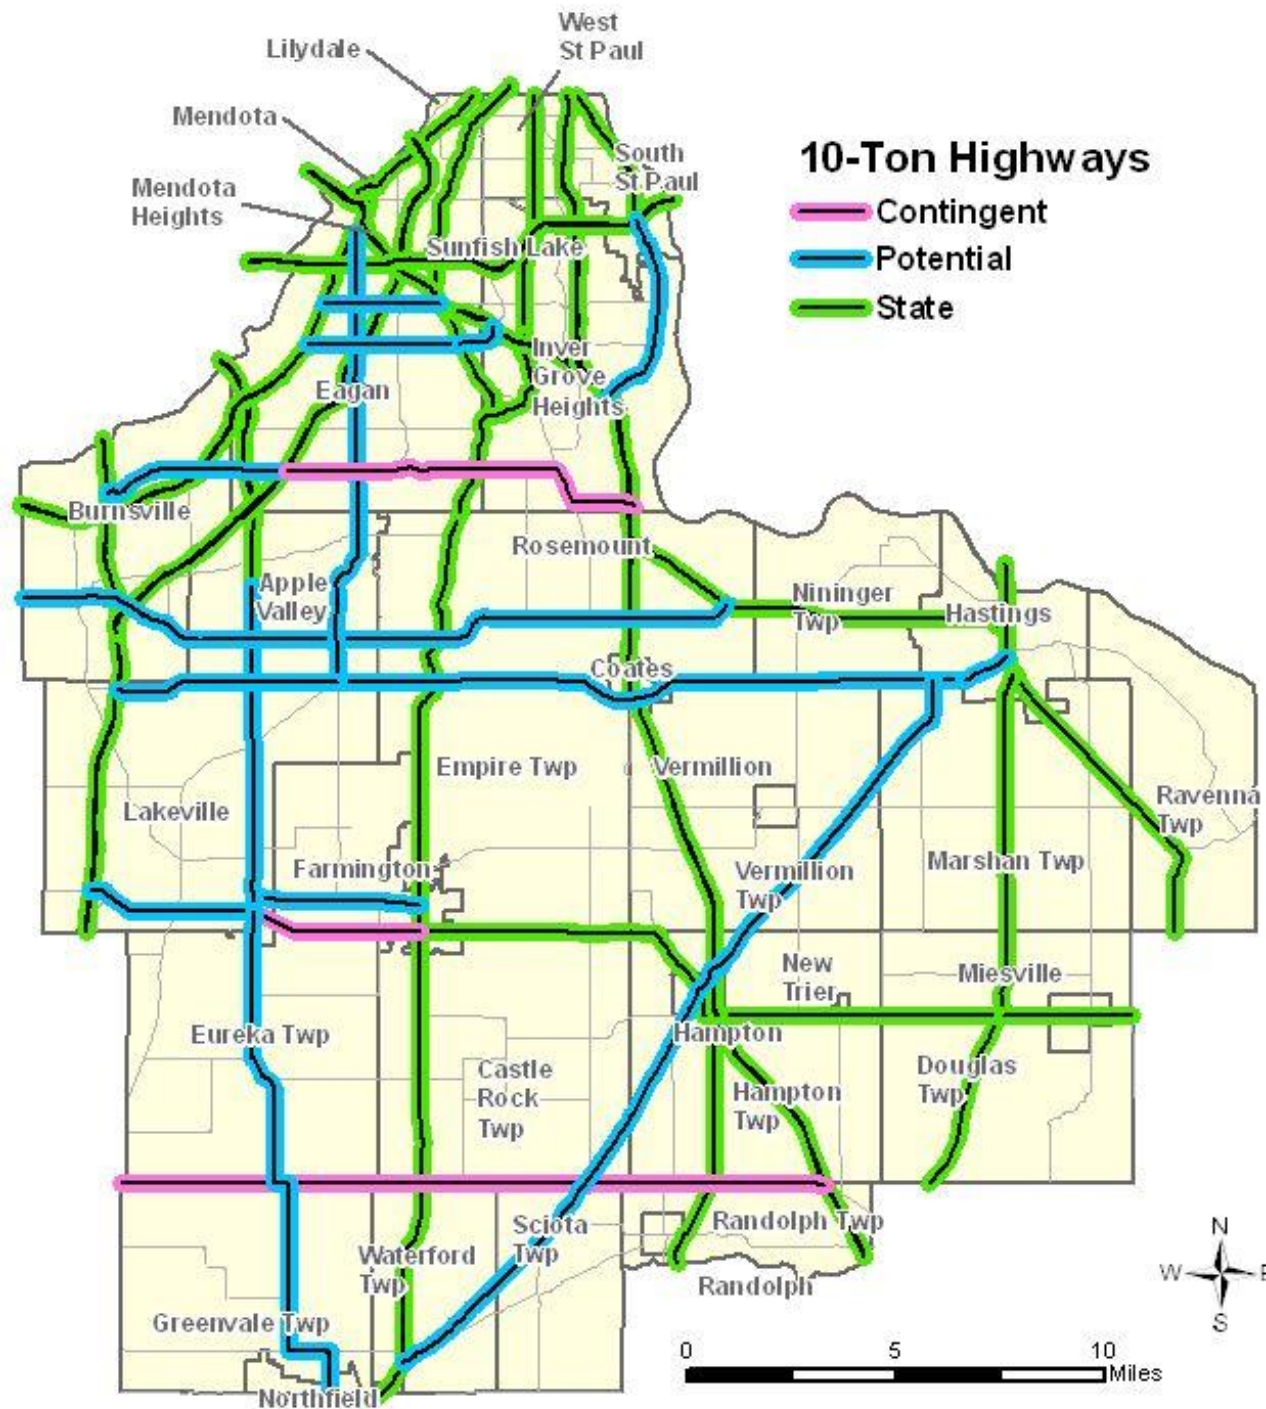 West
St Paul
Lilydale
Mendota
Mendota
Heights
South
St Paul
10-Ton Highways
Contingent
Potential
State
Sunfish Lake
Inver
Grove
Heights
Eagan
Burnsville
Rosemount
Apple
Valley
Nininger
Twp
Hastings
Coates
Empire Twp
Vermillion
Lakeville
Ravenna
Twp
Farmington
Vermillion
Twp
Marshan Twp
New
Trier
Miesville
Eureka Twp
Hampton
Castle
Rock
Twp
Hampton
Twp
Douglas
Twp
Sciota
Twp
Randolph Twp
Waterford
Twp
Randolph
Greenvale Twp
Northfield
N
W
E
S
0 5 10
Miles